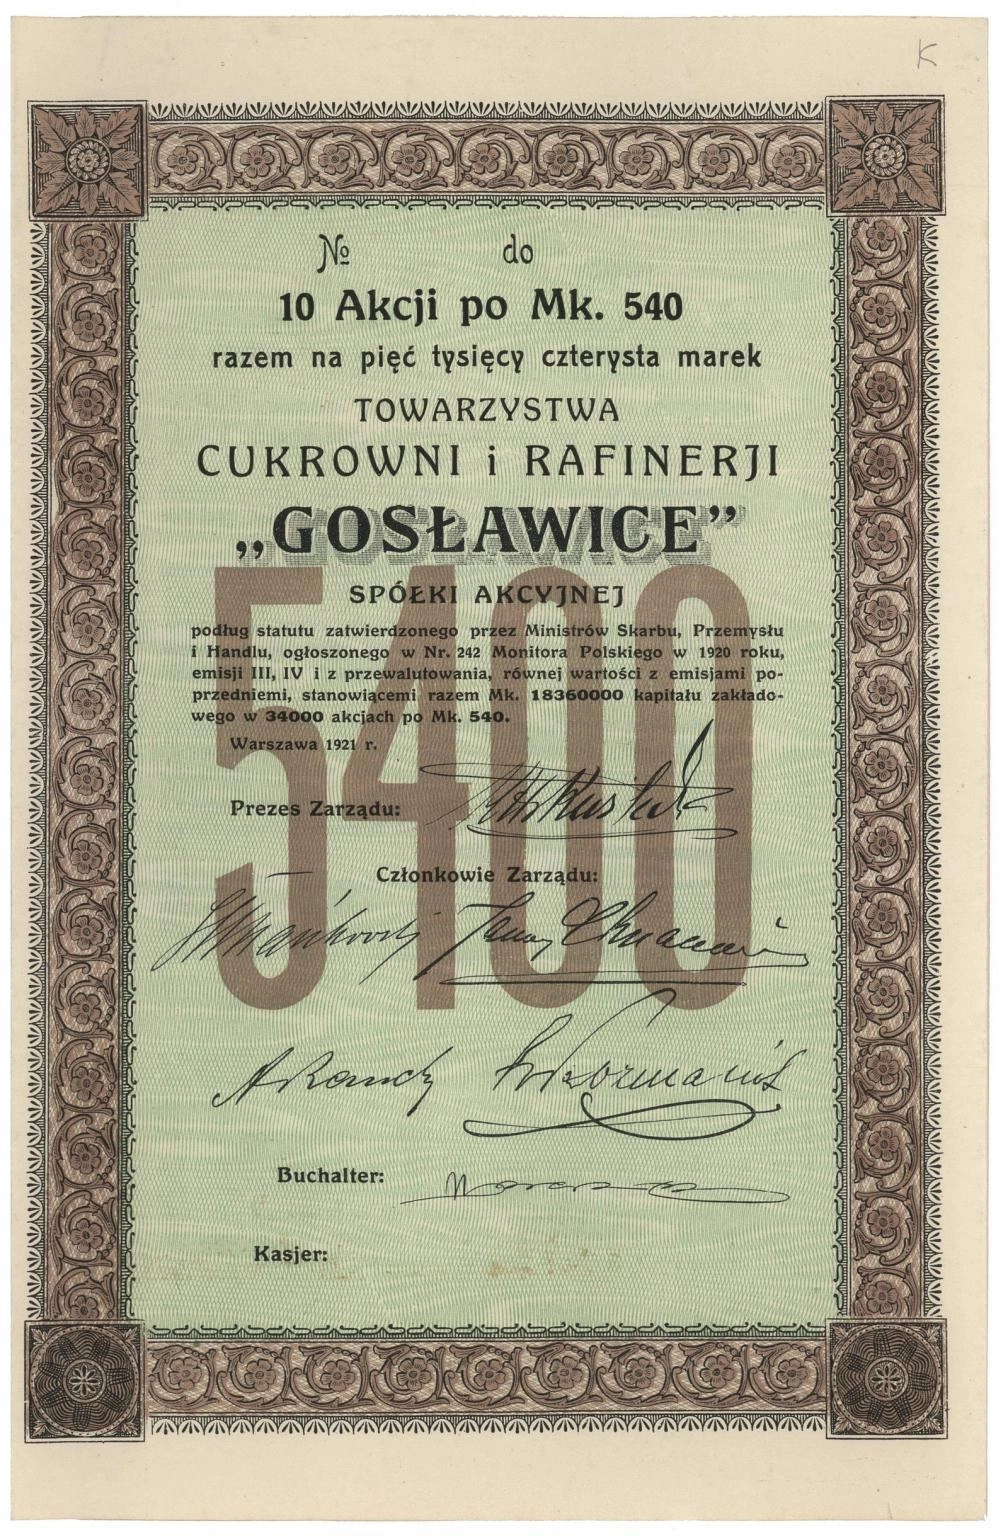 K
№ do
10 Akcji po Mk. 540
razem na pięć tysięcy czterysta marek
TOWARZYSTWA
CUKROWNI i RAFINERJI
„GOSŁAWICE”
5400
SPÓŁKI AKCYJNEJ
podług statutu zatwierdzonego przez Ministrów Skarbu, Przemysłu
i Handlu, ogłoszonego w Nr. 242 Monitora Polskiego w 1920 roku,
emisji III, IV i z przewalutowania, równej wartości z emisjami po-
przedniemi, stanowiącemi razem Mk. 18360000 kapitału zakłado-
wego w 34000 akcjach po Mk. 540.
Warszawa 1921 r.
Prezes Zarządu:
Członkowie Zarządu:
Buchalter:
Kasjer: